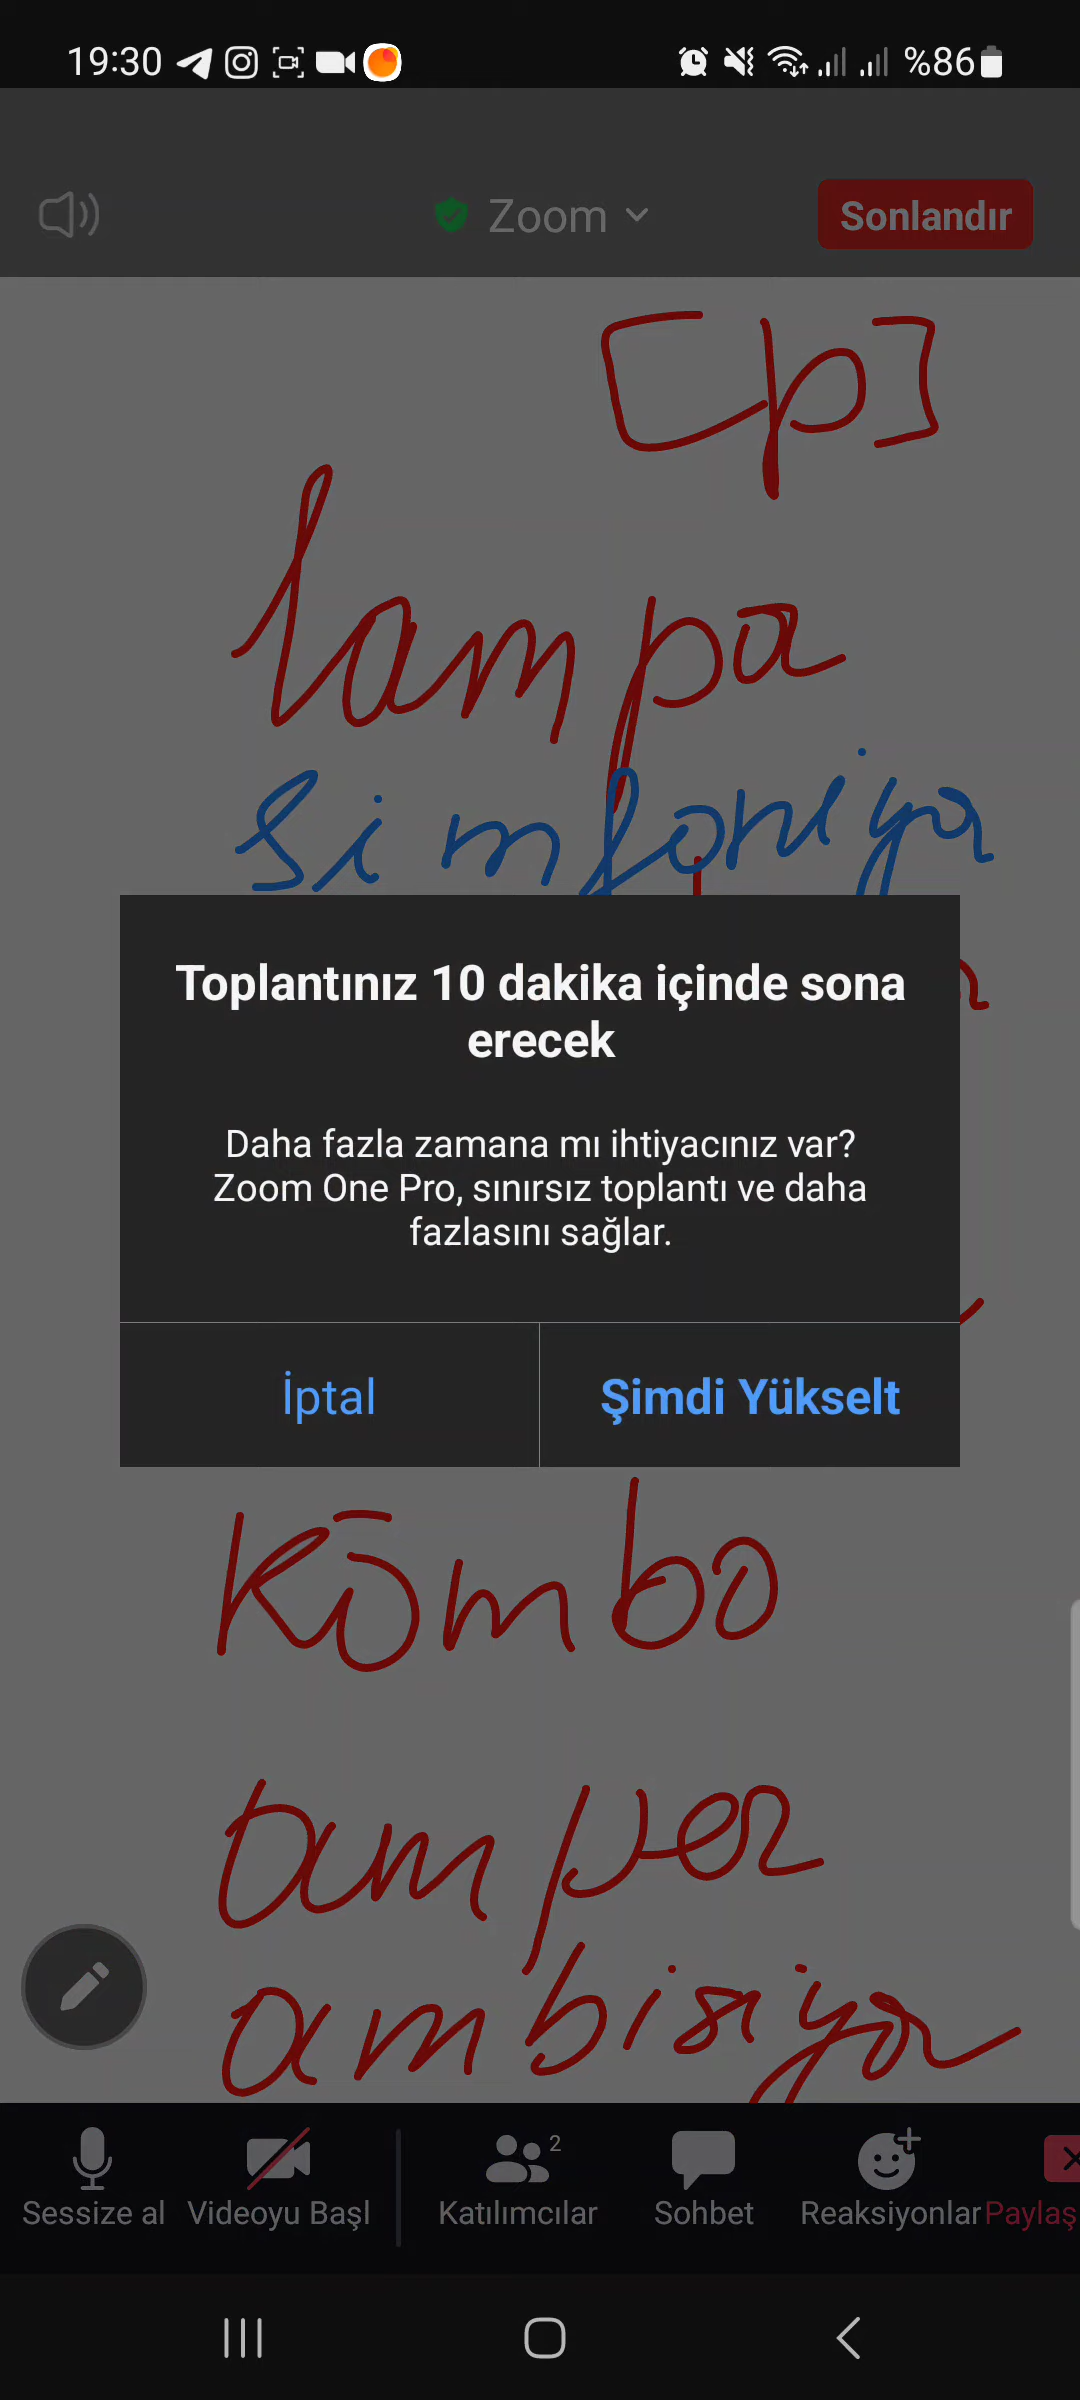 19:30 %86
Zoom Sonlandır
[p]
lampa
simfoniya
Toplantınız 10 dakika içinde sona
erecek
Daha fazla zamana mı ihtiyacınız var?
Zoom One Pro, sınırsız toplantı ve daha
fazlasını sağlar.
İptal Şimdi Yükselt
kombo
amper
ambisiya
2
Sessize al Videoyu Başl Katılımcılar Sohbet Reaksiyonlar Paylaş